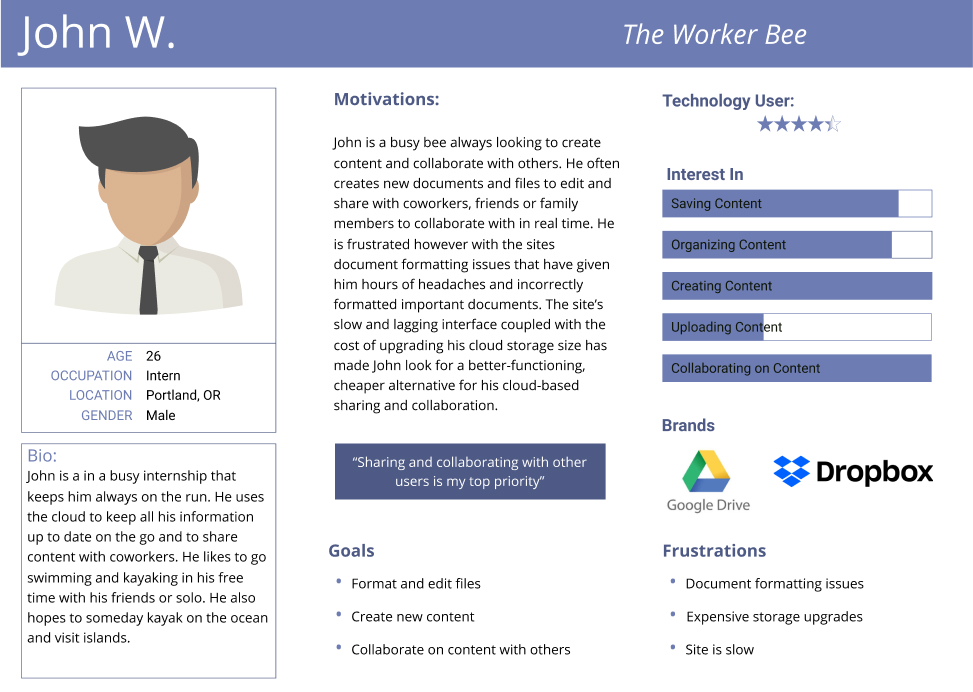 John W.
The Worker Bee
AGE 26
OCCUPATION Intern
LOCATION Portland, OR
GENDER Male
Bio:
John is a in a busy internship that
keeps him always on the run. He uses
the cloud to keep all his information
up to date on the go and to share
content with coworkers. He likes to go
swimming and kayaking in his free
time with his friends or solo. He also
hopes to someday kayak on the ocean
and visit islands.
Motivations:
John is a busy bee always looking to create
content and collaborate with others. He often
creates new documents and files to edit and
share with coworkers, friends or family
members to collaborate with in real time. He
is frustrated however with the sites
document formatting issues that have given
him hours of headaches and incorrectly
formatted important documents. The site’s
slow and lagging interface coupled with the
cost of upgrading his cloud storage size has
made John look for a better-functioning,
cheaper alternative for his cloud-based
sharing and collaboration.
“Sharing and collaborating with other
users is my top priority”
Goals
• Format and edit files
• Create new content
• Collaborate on content with others
Technology User:
Interest In
Saving Content
Organizing Content
Creating Content
Uploading Content
Collaborating on Content
Brands
Google Drive
Dropbox
Frustrations
• Document formatting issues
• Expensive storage upgrades
• Site is slow